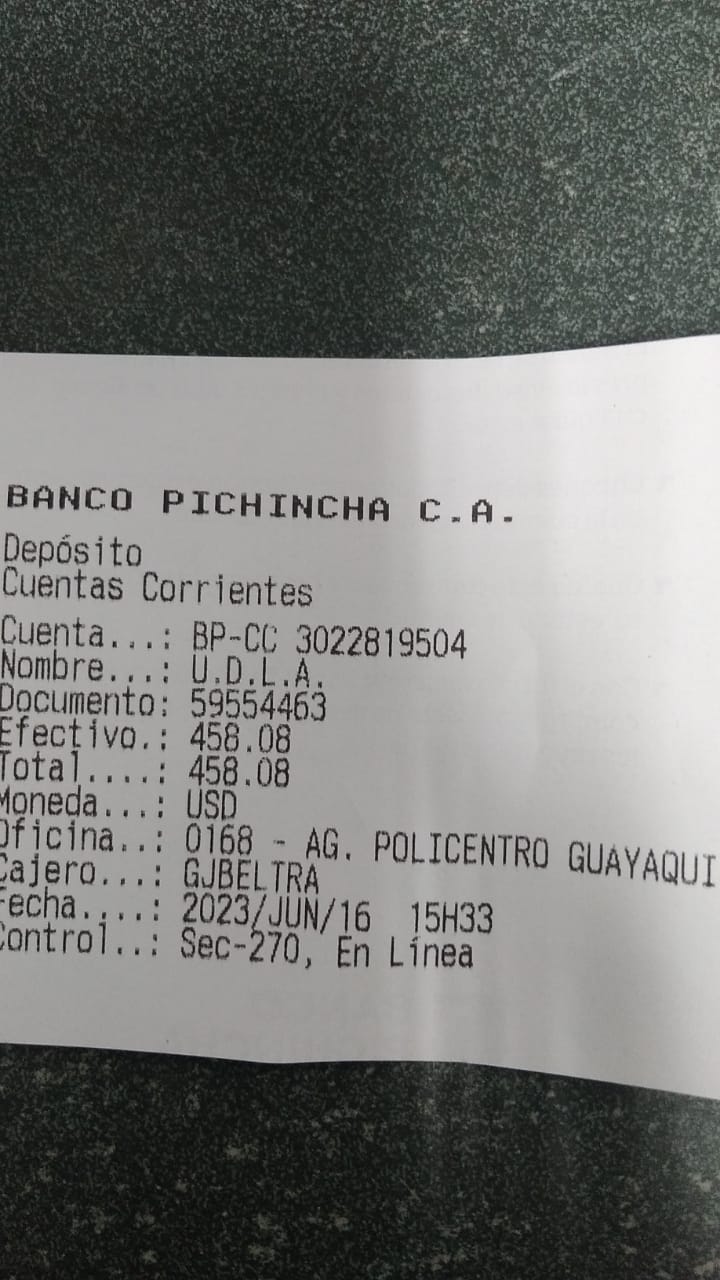 BANCO PICHINCHA C.A.
Depósito
Cuentas Corrientes
Cuenta...: BP-CC 3022819504
Nombre...: U.D.L.A.
Documento: 59554463
Efectivo.: 458.08
Total....: 458.08
Moneda...: USD
Oficina..: 0168 - AG. POLICENTRO GUAYAQUI
Cajero...: GJBELTRA
Fecha....: 2023/JUN/16 15H33
Control..: Sec-270, En Línea